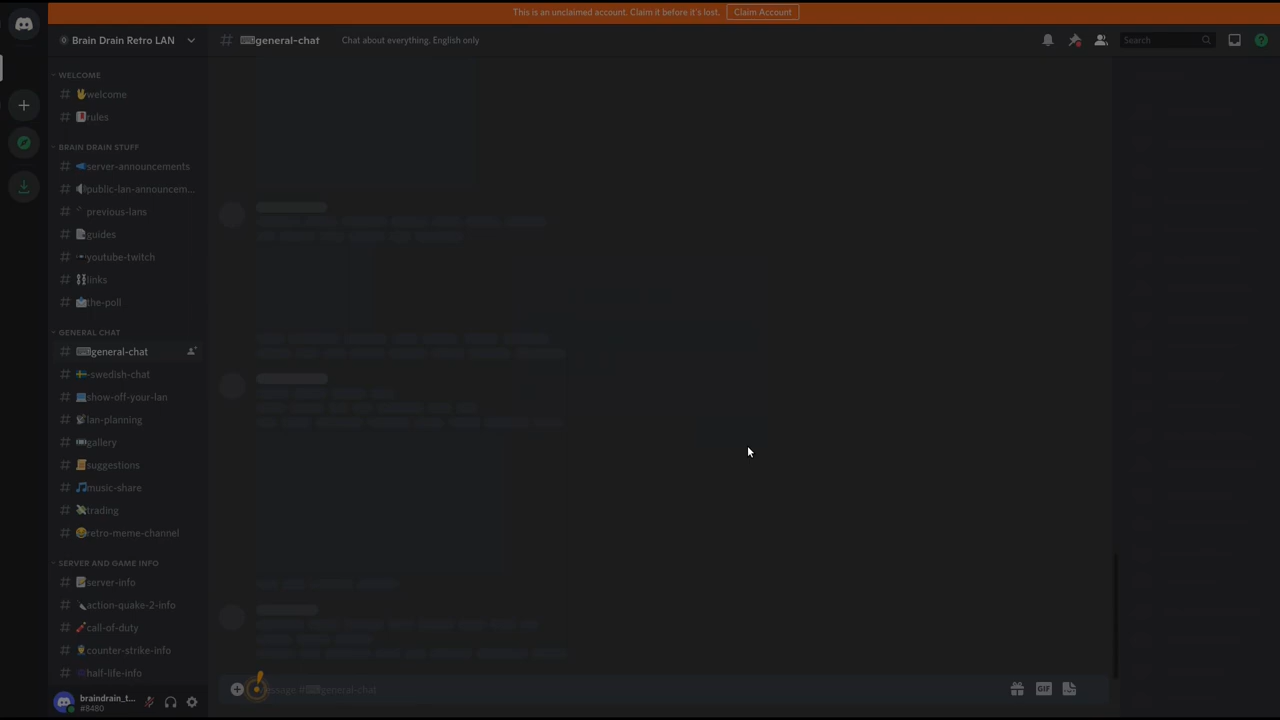 This is an unclaimed account. Claim it before it's lost. Claim Account
Brain Drain Retro LAN
general-chat Chat about everything. English only
Search
WELCOME
# welcome
# rules
BRAIN DRAIN STUFF
# server-announcements
# public-lan-announcem...
# previous-lans
# guides
# youtube-twitch
# links
# the-poll
GENERAL CHAT
# general-chat
# -swedish-chat
# show-off-your-lan
# lan-planning
# gallery
# suggestions
# music-share
# trading
# retro-meme-channel
SERVER AND GAME INFO
# server-info
# action-quake-2-info
# call-of-duty
# counter-strike-info
# half-life-info
#general-chat
GIF
braindrain_t...
#8480